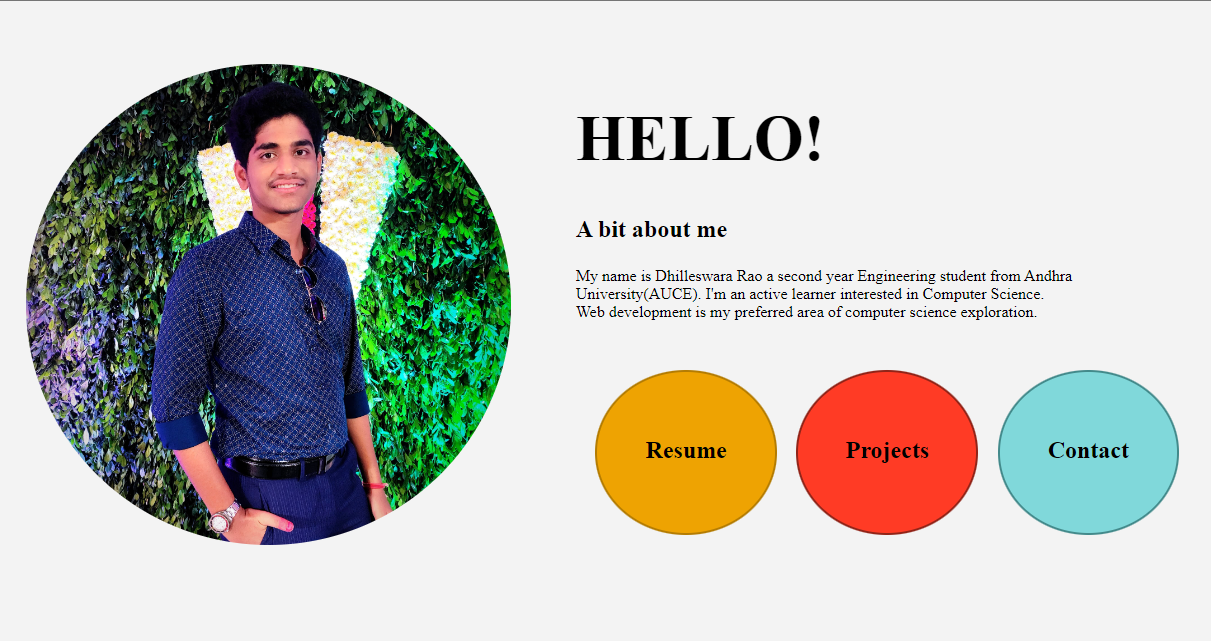 HELLO!
A bit about me
My name is Dhilleswara Rao a second year Engineering student from Andhra
University(AUCE). I'm an active learner interested in Computer Science.
Web development is my preferred area of computer science exploration.
Resume
Projects
Contact